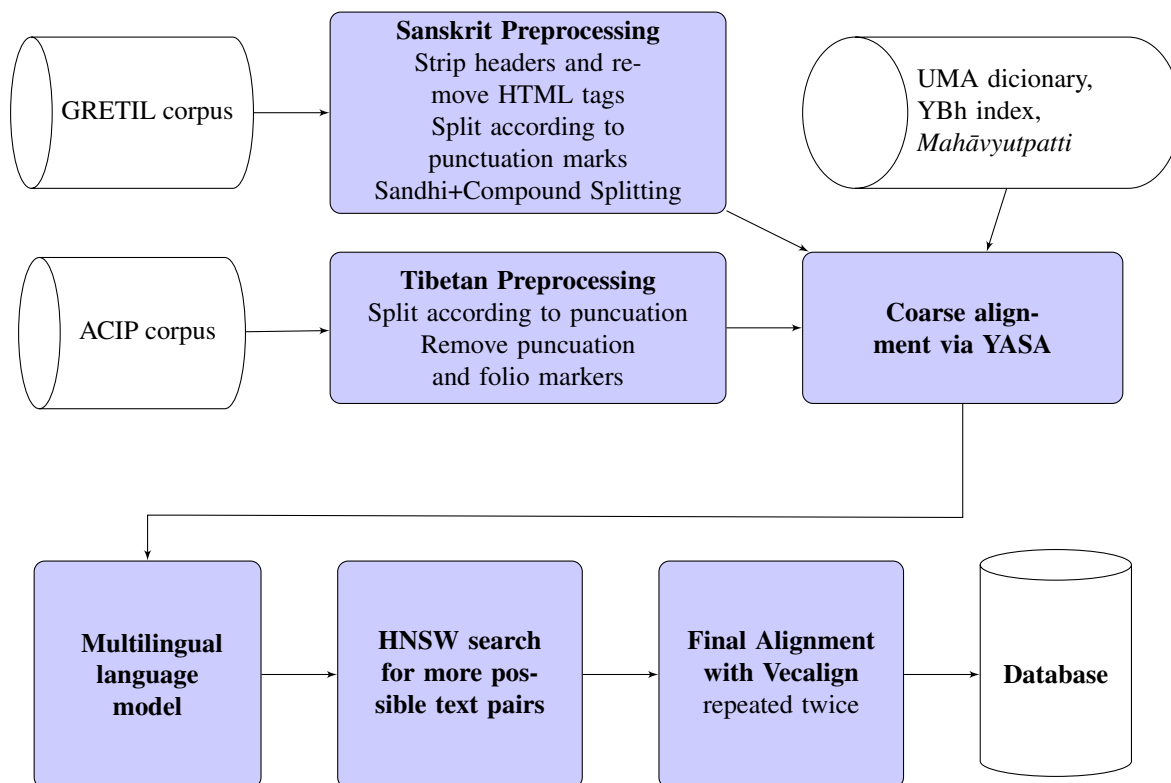 GRETIL corpus
Sanskrit Preprocessing
Strip headers and re-
move HTML tags
Split according to
punctuation marks
Sandhi+Compound Splitting
UMA dicionary,
YBh index,
Mahāvyutpatti
ACIP corpus
Tibetan Preprocessing
Split according to puncuation
Remove puncuation
and folio markers
Coarse align-
ment via YASA
Multilingual
language
model
HNSW search
for more pos-
sible text pairs
Final Alignment
with Vecalign
repeated twice
Database